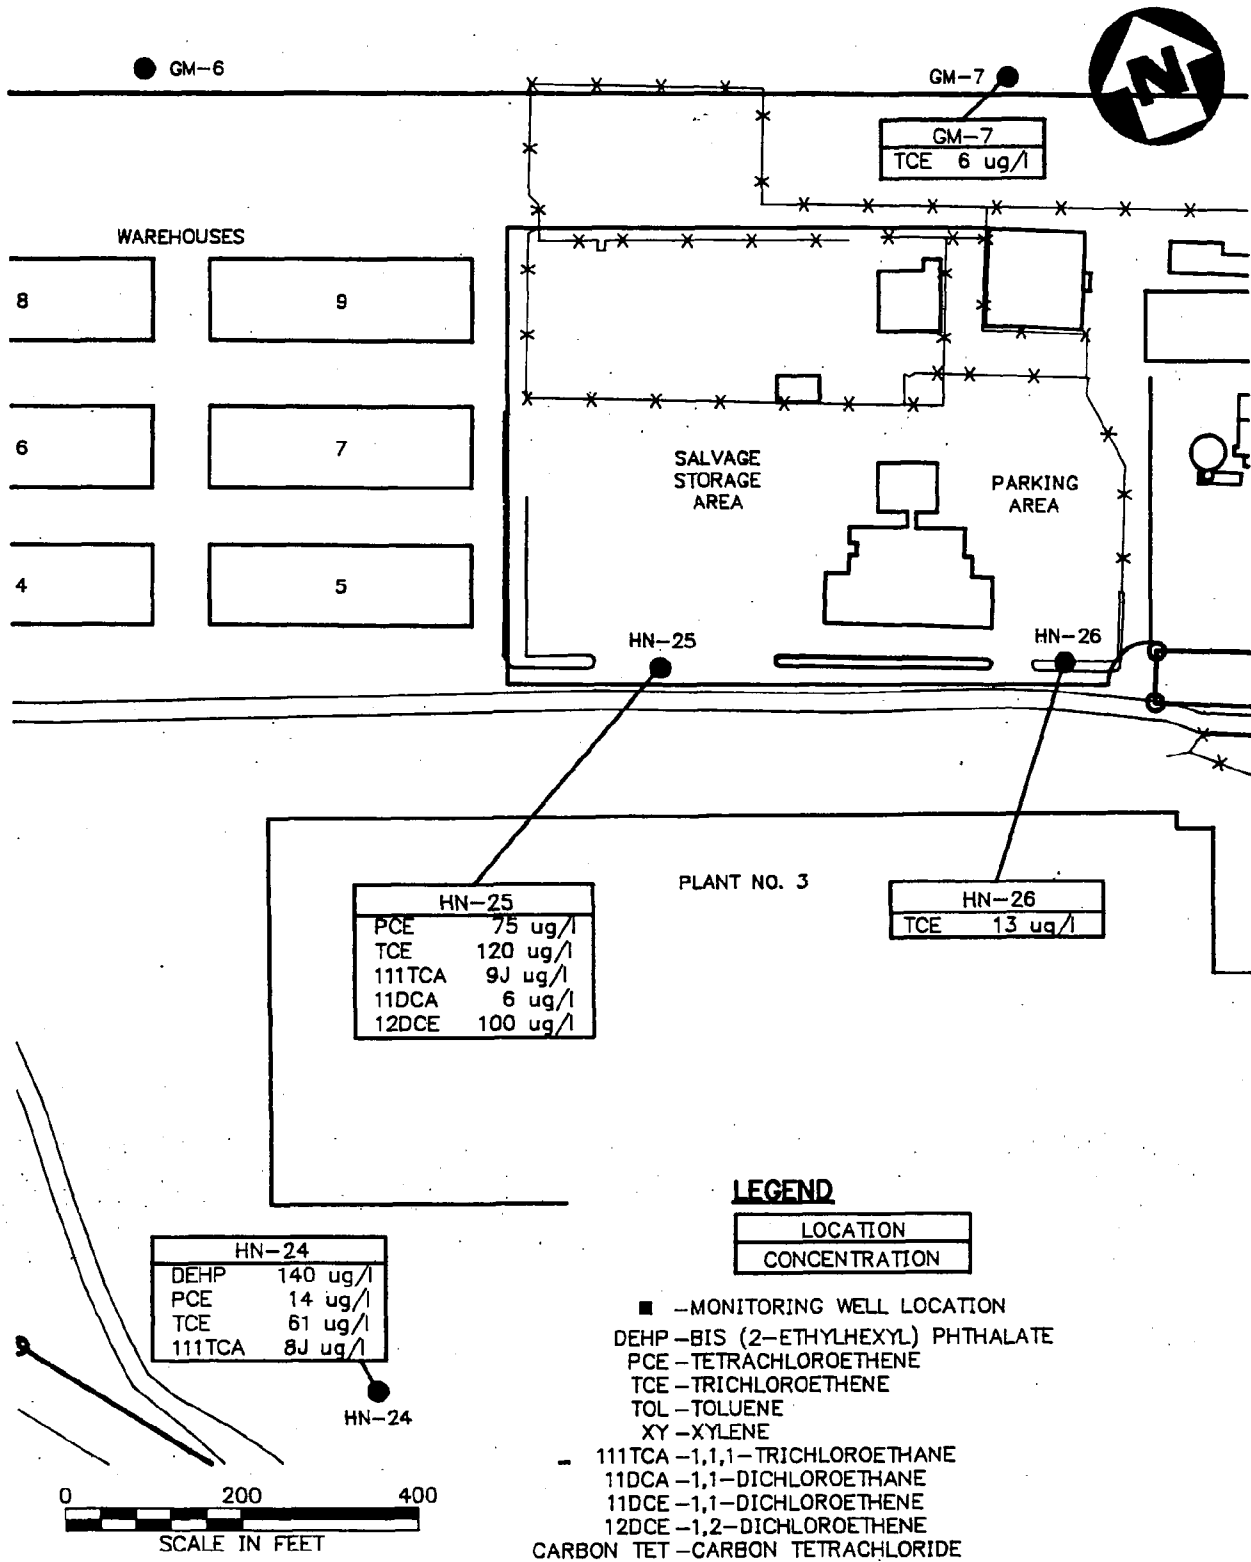 GM-6
GM-7
N
GM-7
TCE 6 ug/l
WAREHOUSES
8
9
6
7
4
5
SALVAGE
STORAGE
AREA
PARKING
AREA
HN-25
HN-26
PLANT NO. 3
HN-25
PCE 75 ug/l
TCE 120 ug/l
111TCA 9J ug/l
11DCA 6 ug/l
12DCE 100 ug/l
HN-26
TCE 13 ug/l
HN-24
DEHP 140 ug/l
PCE 14 ug/l
TCE 61 ug/l
111TCA 8J ug/l
HN-24
LEGEND
LOCATION
CONCENTRATION
-MONITORING WELL LOCATION
DEHP-BIS (2-ETHYLHEXYL) PHTHALATE
PCE-TETRACHLOROETHENE
TCE-TRICHLOROETHENE
TOL-TOLUENE
XY-XYLENE
111TCA-1,1,1-TRICHLOROETHANE
11DCA-1,1-DICHLOROETHANE
11DCE-1,1-DICHLOROETHENE
12DCE-1,2-DICHLOROETHENE
CARBON TET-CARBON TETRACHLORIDE
0 200 400
SCALE IN FEET